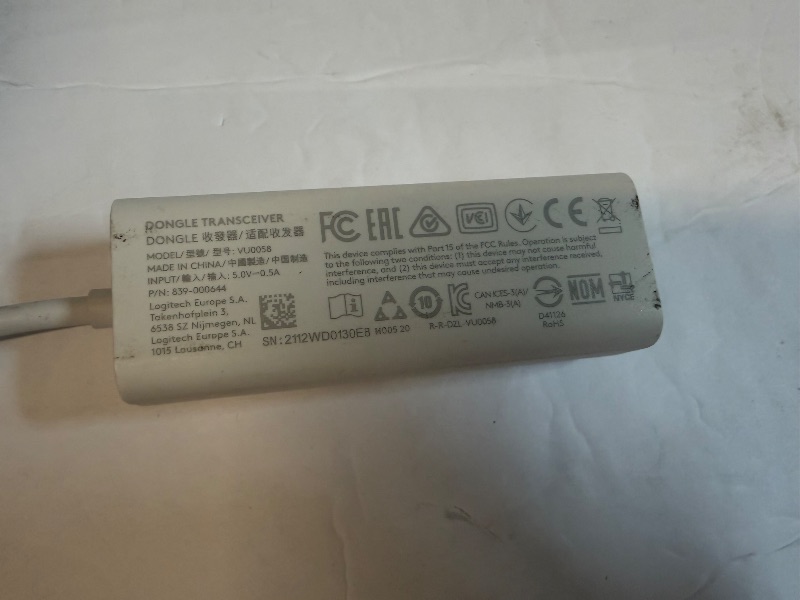 DONGLE TRANSCEIVER
DONGLE 收發器/适配收发器
MODEL/型號/型号: VU0058
MADE IN CHINA/中國製造/中国制造
INPUT/輸入/输入: 5.0V⎓0.5A
P/N: 839-000644
Logitech Europe S.A.
Takenhofplein 3,
6538 SZ Nijmegen, NL
Logitech Europe S.A.
1015 Lausanne, CH
SN:2112WD0130E8 M005 20
FC EAC VCI CE
This device complies with Part 15 of the FCC Rules. Operation is subject
to the following two conditions: (1) this device may not cause harmful
interference, and (2) this device must accept any interference received,
including interference that may cause undesired operation.
10
R-R-DZL-VU0058
CAN ICES-3(A)/
NMB-3(A)
D41126
RoHS
NOM
NYCE